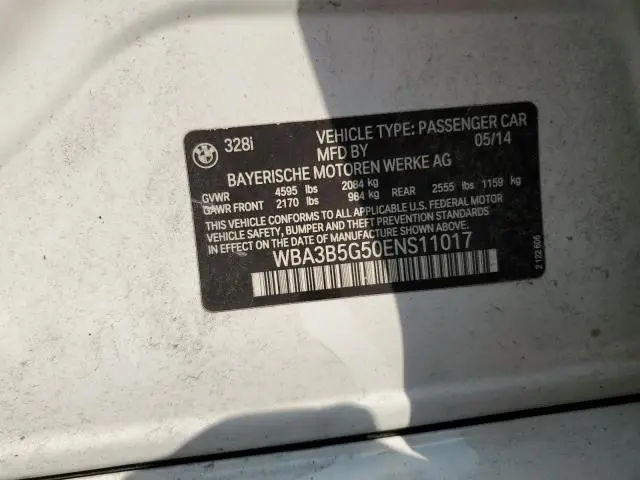 BMW
328i
VEHICLE TYPE: PASSENGER CAR
MFD BY 05/14
BAYERISCHE MOTOREN WERKE AG
GVWR 4595 lbs 2084 kg
GAWR FRONT 2170 lbs 984 kg REAR 2555 lbs 1159 kg
THIS VEHICLE CONFORMS TO ALL APPLICABLE U.S. FEDERAL MOTOR
VEHICLE SAFETY, BUMPER AND THEFT PREVENTION STANDARDS
IN EFFECT ON THE DATE OF MANUFACTURE SHOWN ABOVE.
WBA3B5G50ENS11017